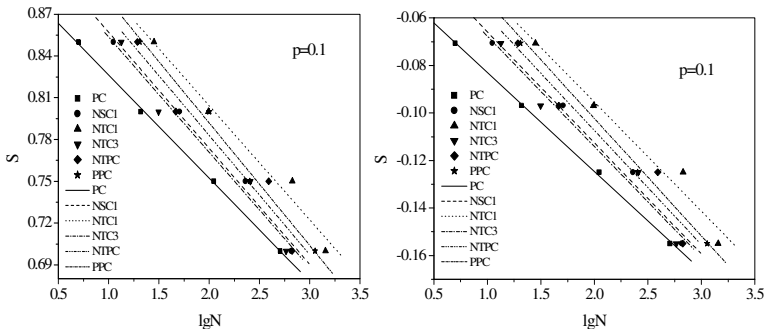 0.87
0.84
0.81
0.78
0.75
0.72
0.69
S
p=0.1
PC
NSC1
NTC1
NTC3
NTPC
PPC
PC
NSC1
NTC1
NTC3
NTPC
PPC
0.5 1.0 1.5 2.0 2.5 3.0 3.5
lgN
-0.06
-0.08
-0.10
-0.12
-0.14
-0.16
S
p=0.1
PC
NSC1
NTC1
NTC3
NTPC
PPC
PC
NSC1
NTC1
NTC3
NTPC
PPC
0.5 1.0 1.5 2.0 2.5 3.0 3.5
lgN